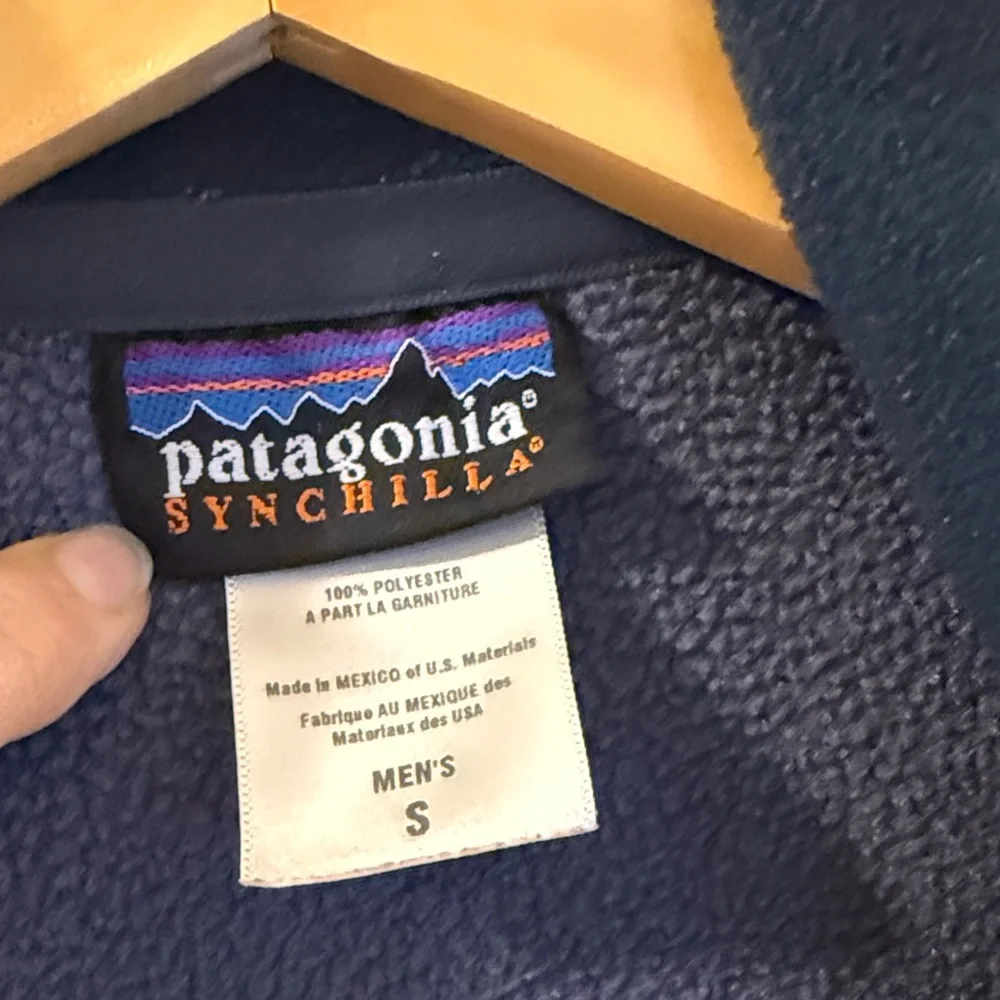 patagonia®
SYNCHILLA®
100% POLYESTER
A PART LA GARNITURE
Made in MEXICO of U.S. Materials
Fabrique AU MEXIQUE des
Materiaux des USA
MEN'S
S